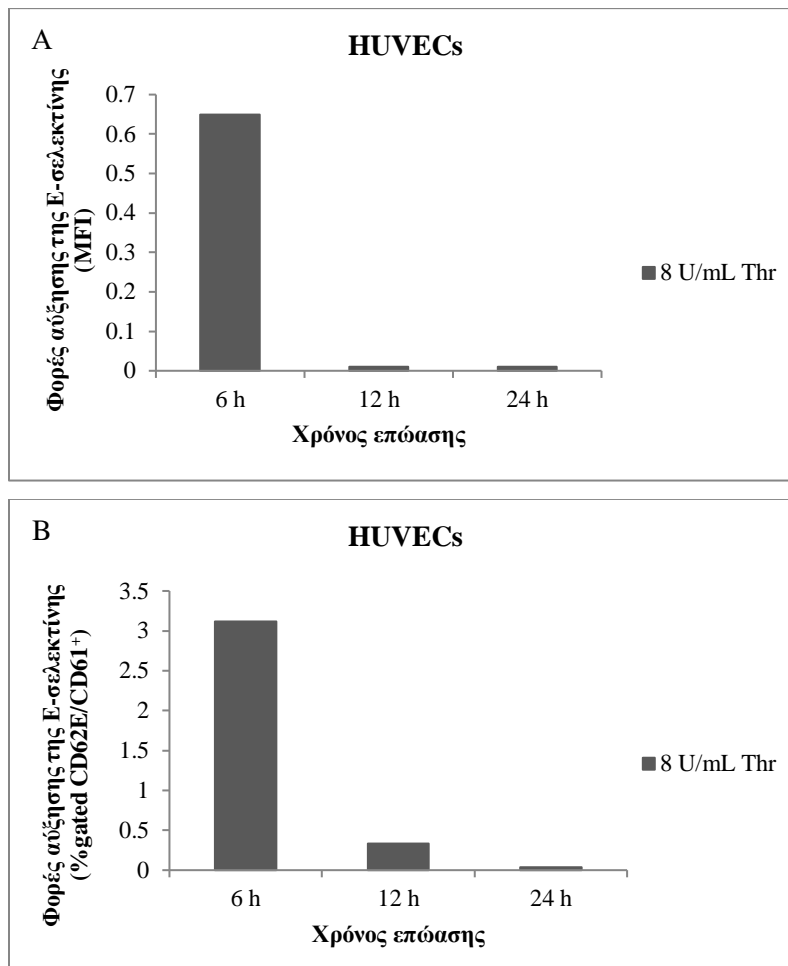 A
HUVECs
Φορές αύξησης της Ε-σελεκτίνης
(MFI)
0.7
0.6
0.5
0.4
0.3
0.2
0.1
0
6 h 12 h 24 h
Χρόνος επώασης
8 U/mL Thr
B
HUVECs
Φορές αύξησης της Ε-σελεκτίνης
(%gated CD62E/CD61⁺)
3.5
3
2.5
2
1.5
1
0.5
0
6 h 12 h 24 h
Χρόνος επώασης
8 U/mL Thr